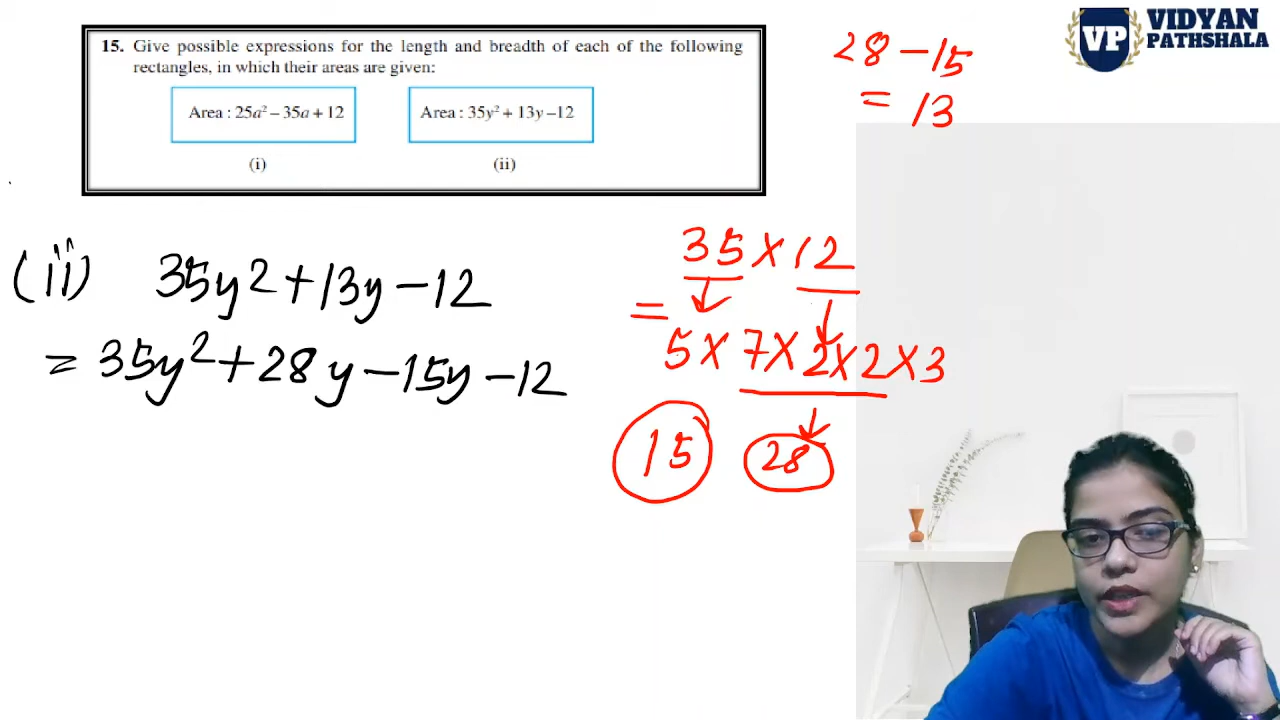 15. Give possible expressions for the length and breadth of each of the following
rectangles, in which their areas are given:
Area : 25a² – 35a + 12
Area : 35y² + 13y –12
(i)
(ii)
28 – 15
= 13
VP VIDYAN
PATHSHALA
(ii) 35y2 + 13y – 12
= 35y2 + 28y – 15y – 12
35 × 12
= 5 × 7 × 2 × 2 × 3
15
28